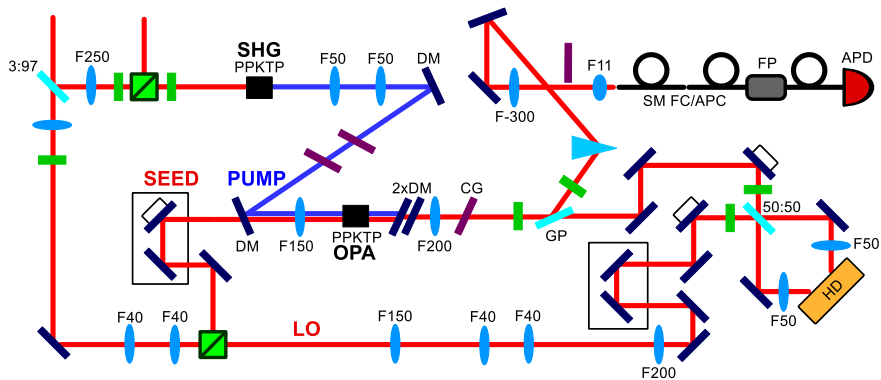 3:97
F250
SHG
PPKTP
F50
F50
DM
F-300
F11
SM FC/APC
FP
APD
SEED
PUMP
DM
F150
PPKTP
OPA
2xDM
F200
CG
GP
50:50
F50
F50
HD
F40
F40
LO
F150
F40
F40
F200